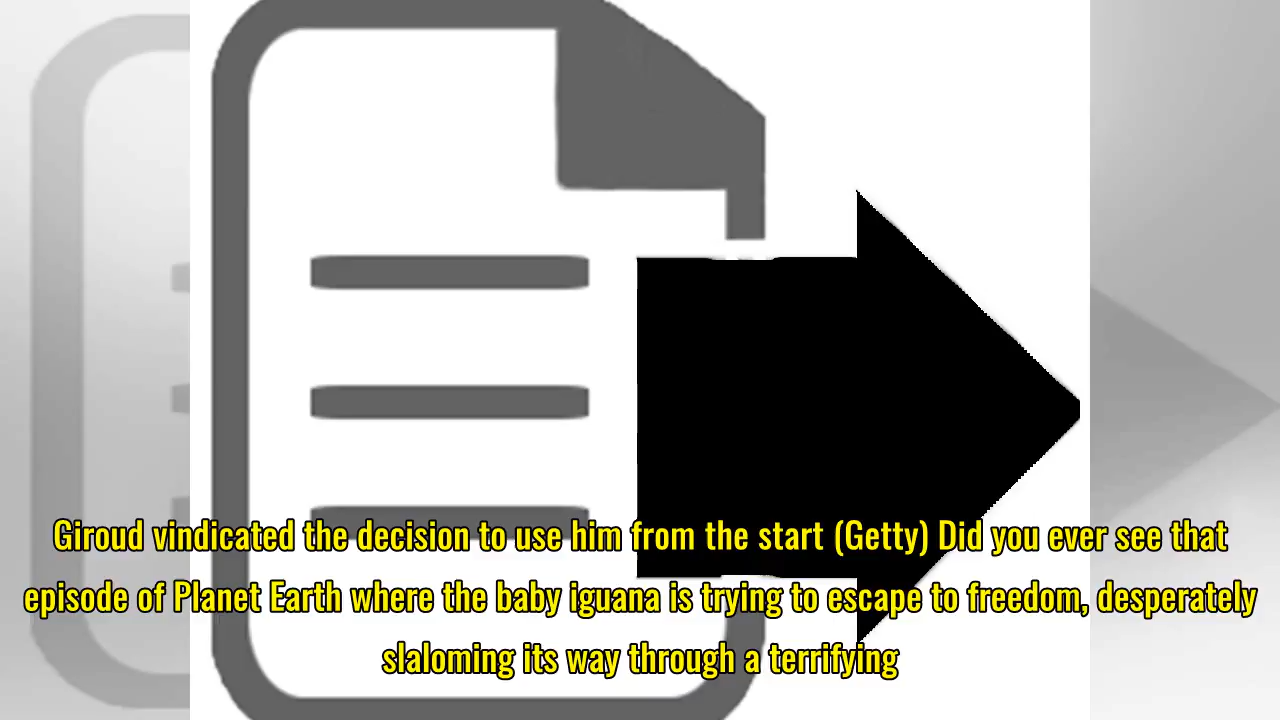 Giroud vindicated the decision to use him from the start (Getty) Did you ever see that
episode of Planet Earth where the baby iguana is trying to escape to freedom, desperately
slaloming its way through a terrifying